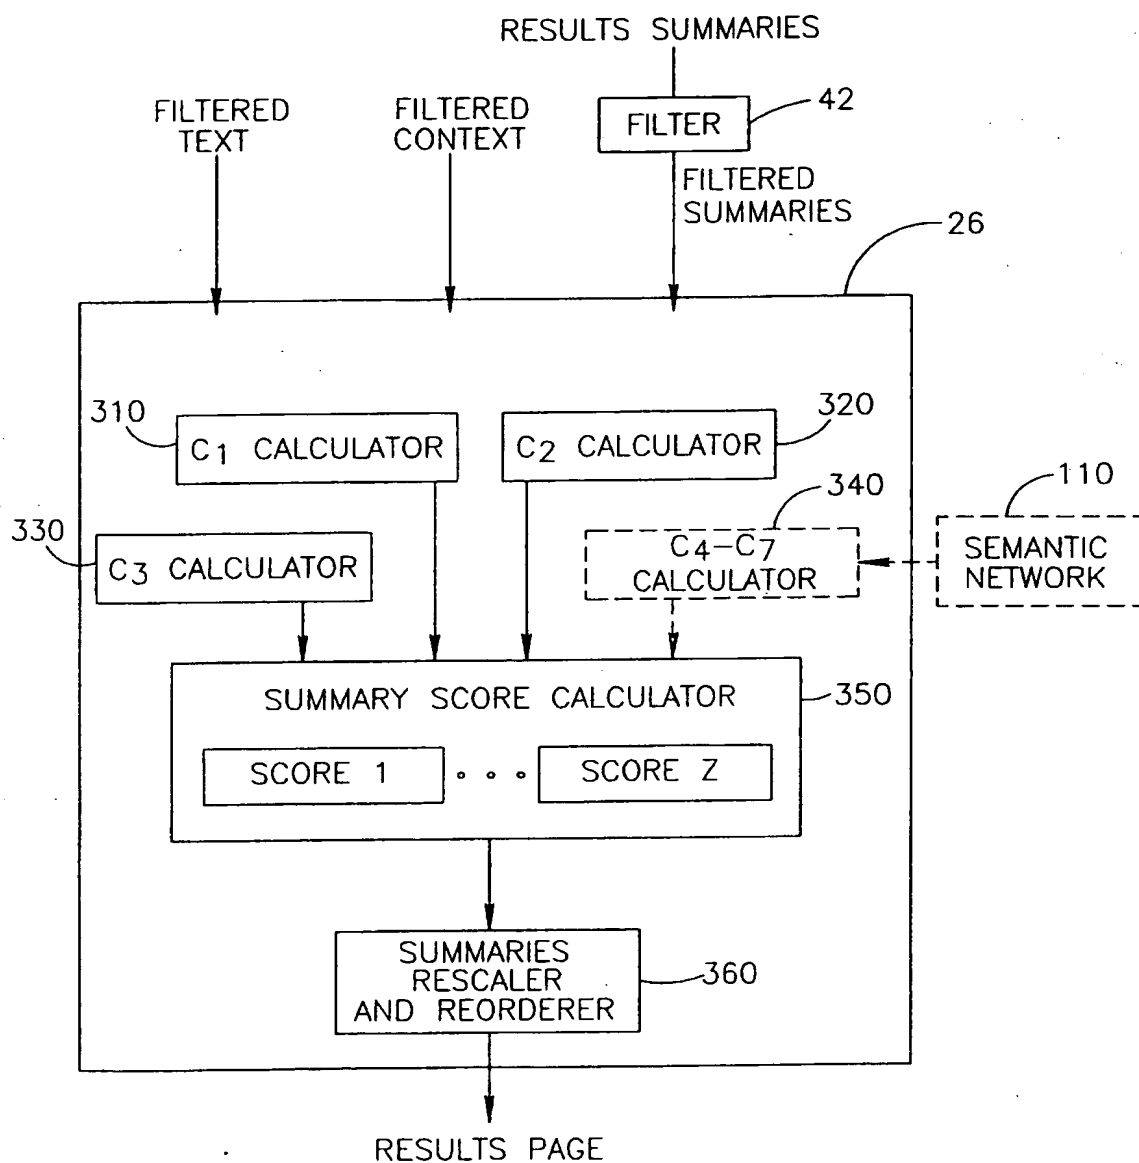 RESULTS SUMMARIES
42
FILTER
FILTERED
TEXT
FILTERED
CONTEXT
FILTERED
SUMMARIES
26
310
C1 CALCULATOR
320
C2 CALCULATOR
330
C3 CALCULATOR
340
C4-C7
CALCULATOR
110
SEMANTIC
NETWORK
SUMMARY SCORE CALCULATOR
350
SCORE 1
SCORE Z
SUMMARIES
RESCALER
AND REORDERER
360
RESULTS PAGE